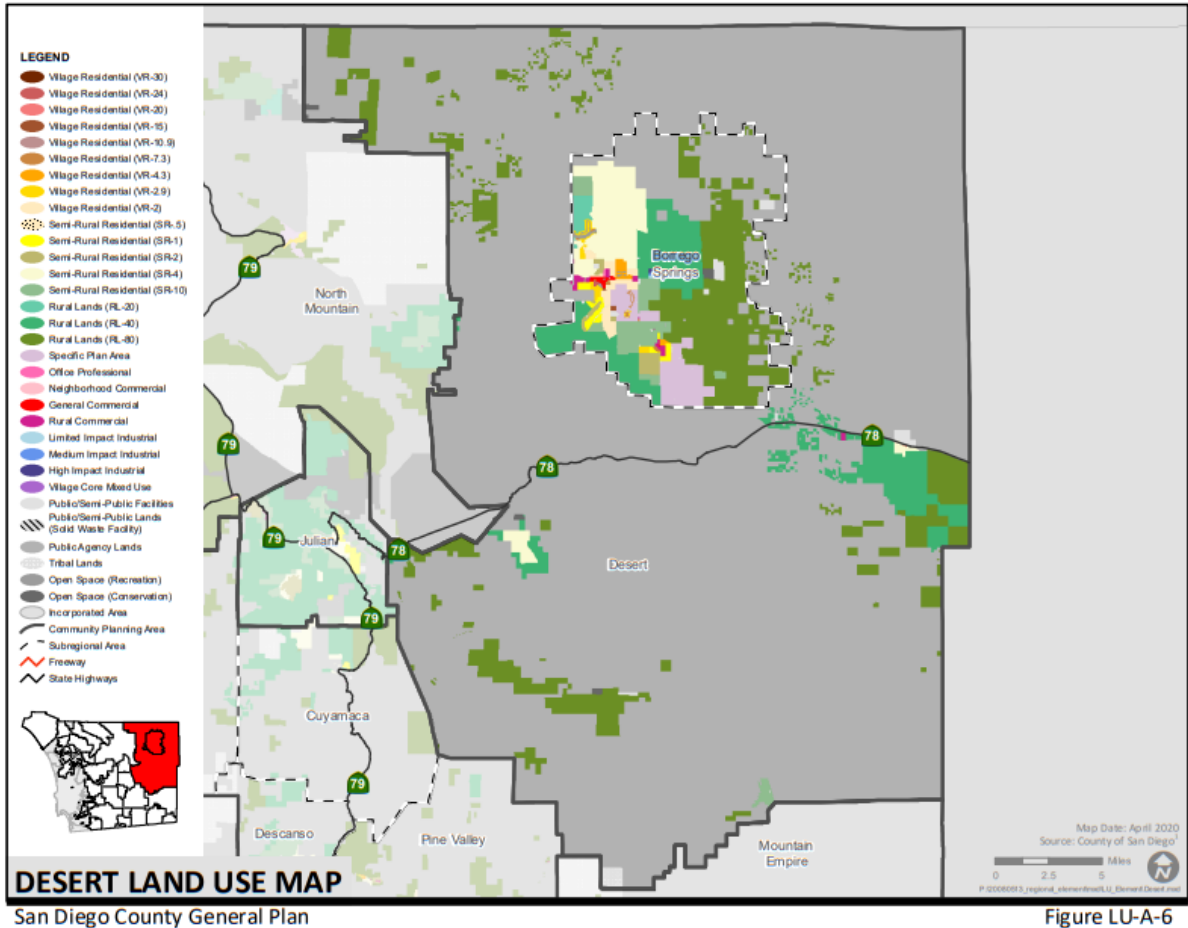 LEGEND
Village Residential (VR-30)
Village Residential (VR-24)
Village Residential (VR-20)
Village Residential (VR-15)
Village Residential (VR-10.9)
Village Residential (VR-7.3)
Village Residential (VR-4.3)
Village Residential (VR-2.9)
Village Residential (VR-2)
Semi-Rural Residential (SR-.5)
Semi-Rural Residential (SR-1)
Semi-Rural Residential (SR-2)
Semi-Rural Residential (SR-4)
Semi-Rural Residential (SR-10)
Rural Lands (RL-20)
Rural Lands (RL-40)
Rural Lands (RL-80)
Specific Plan Area
Office Professional
Neighborhood Commercial
General Commercial
Rural Commercial
Limited Impact Industrial
Medium Impact Industrial
High Impact Industrial
Village Core Mixed Use
Public/Semi-Public Facilities
Public/Semi-Public Lands
(Solid Waste Facility)
Public Agency Lands
Tribal Lands
Open Space (Recreation)
Open Space (Conservation)
Incorporated Area
Community Planning Area
Subregional Area
Freeway
State Highways
79
North
Mountain
Borrego
Springs
79
78
78
79
Julian
78
Desert
79
Cuyamaca
79
Descanso
Pine Valley
Mountain
Empire
Map Date: April 2020
Source: County of San Diego
Miles
0 2.5 5
N
DESERT LAND USE MAP
San Diego County General Plan
Figure LU-A-6